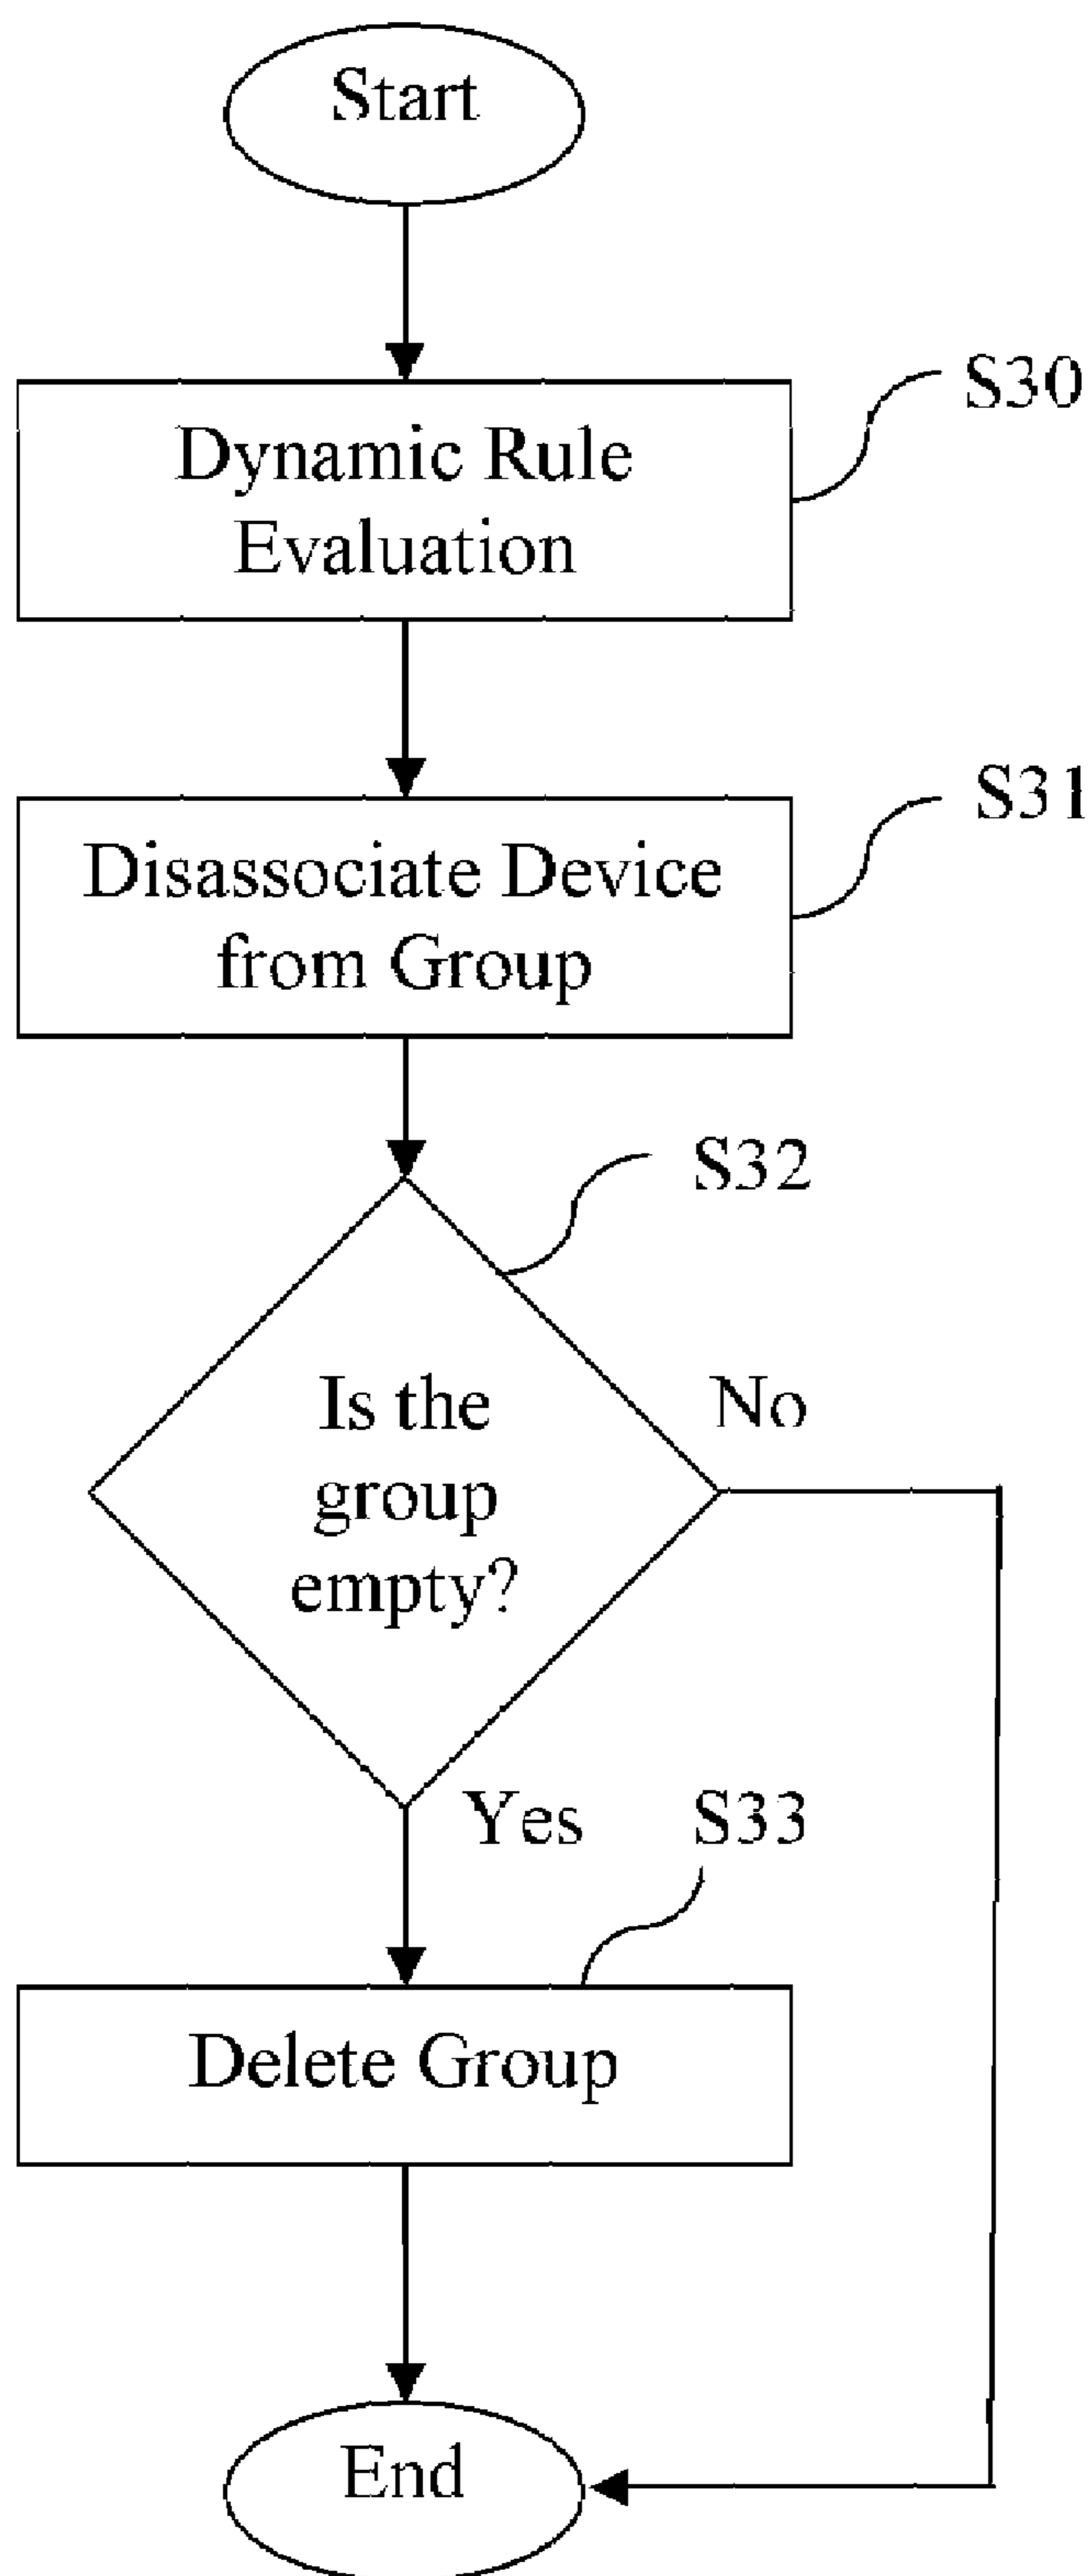 Start
S30
Dynamic Rule
Evaluation
S31
Disassociate Device
from Group
S32
Is the
group
empty?
No
Yes
S33
Delete Group
End